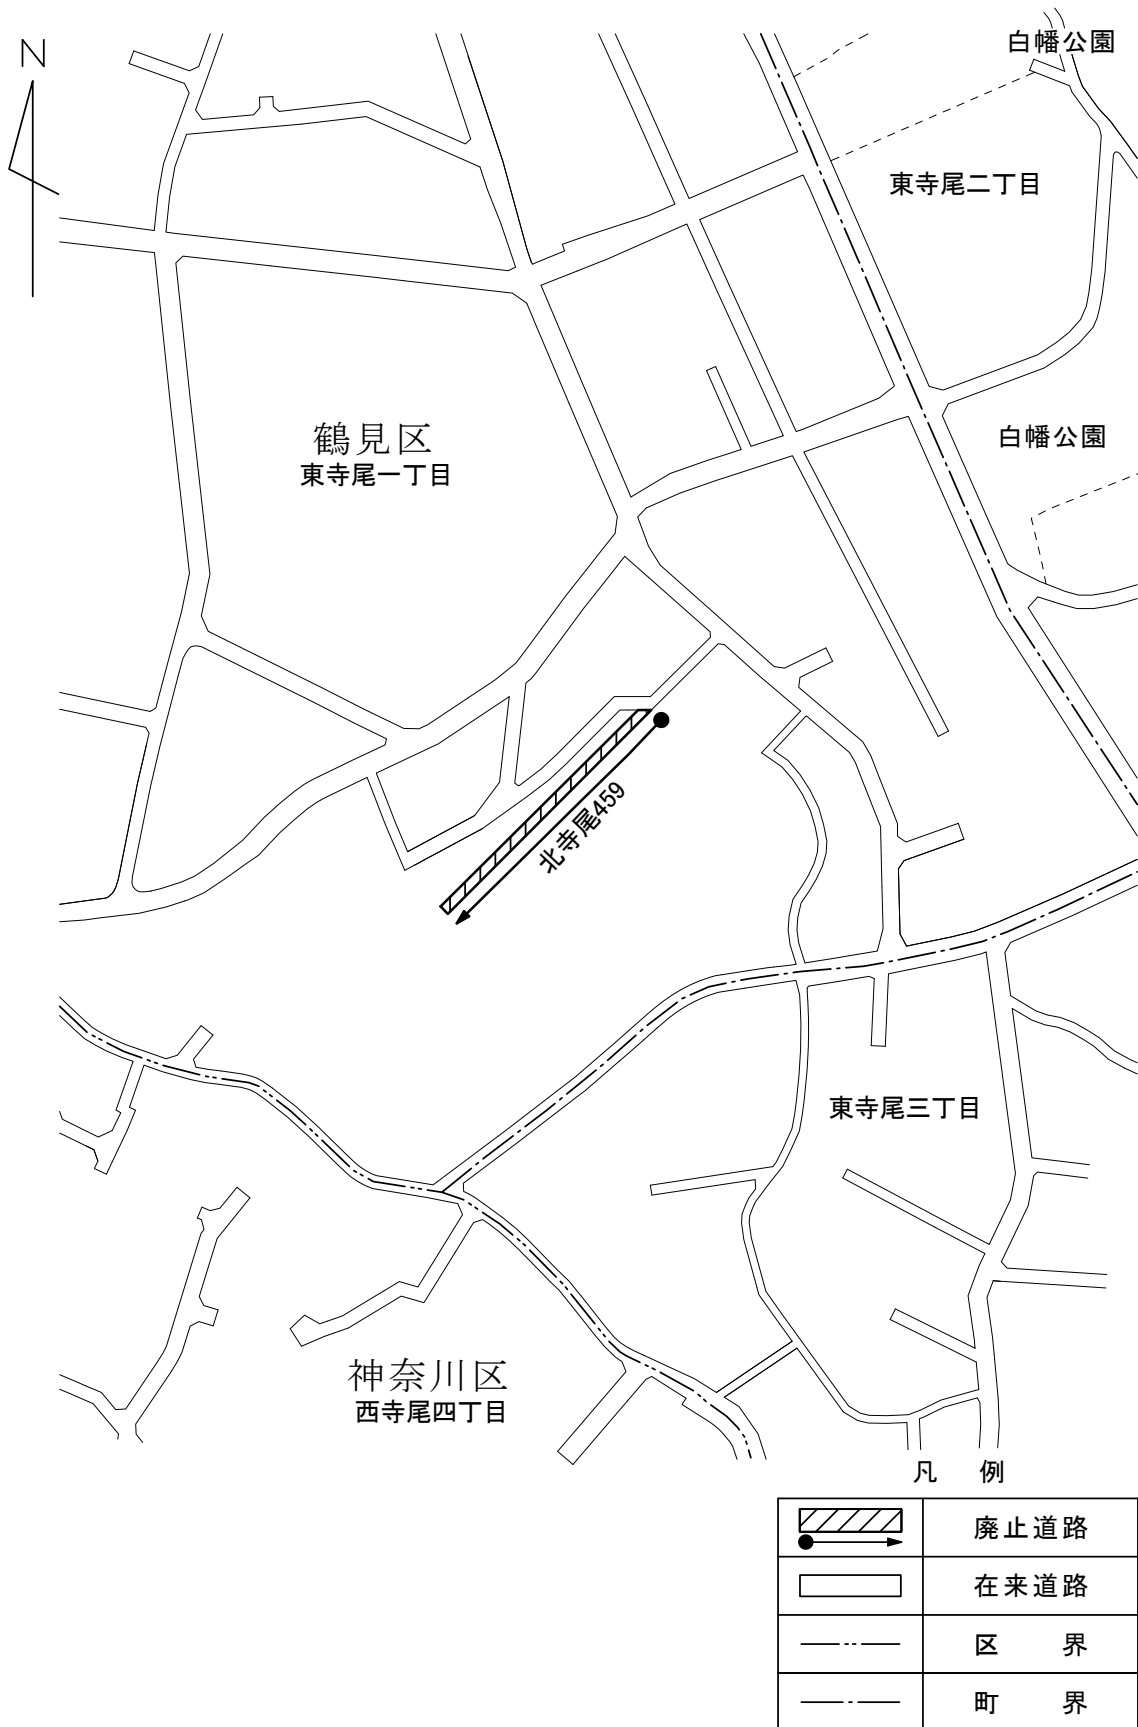 N
白幡公園
東寺尾二丁目
白幡公園
鶴見区
東寺尾一丁目
北寺尾459
東寺尾三丁目
神奈川区
西寺尾四丁目
凡 例
廃止道路
在来道路
区 界
町 界